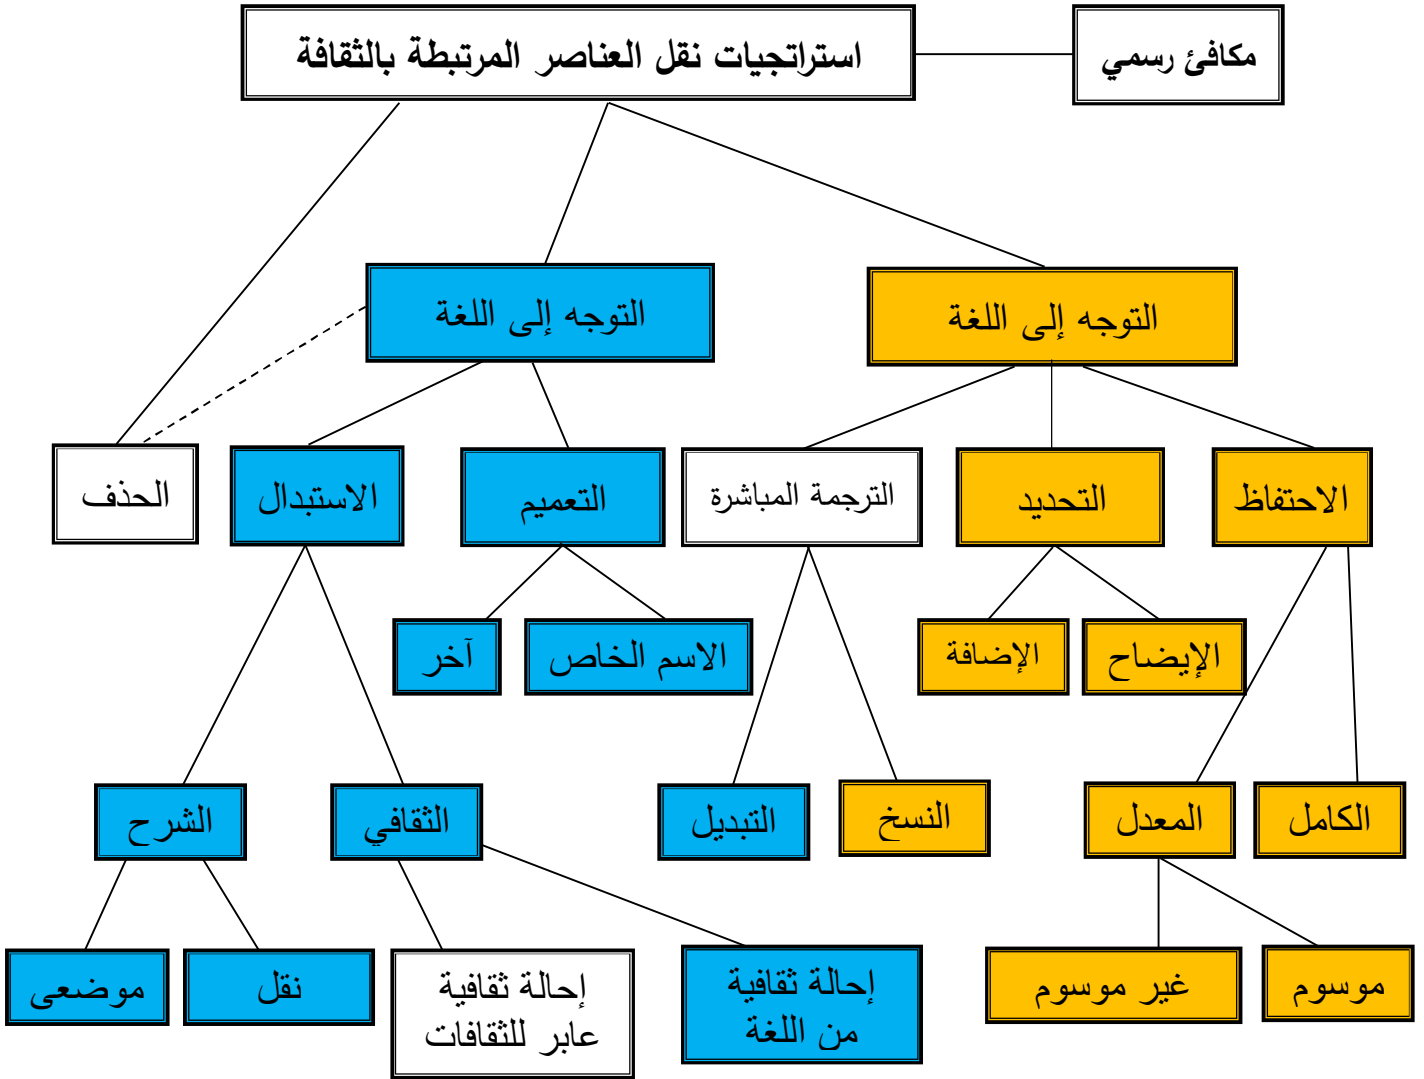 مكافئ رسمي
استراتجيات نقل العناصر المرتبطة بالثقافة
التوجه إلى اللغة
التوجه إلى اللغة
الاحتفاظ
التحديد
الترجمة المباشرة
التعميم
الاستبدال
الحذف
الإيضاح
الإضافة
الاسم الخاص
آخر
الكامل
المعدل
النسخ
التبديل
الثقافي
الشرح
موسوم
غير موسوم
إحالة ثقافية
من اللغة
إحالة ثقافية
عابر للثقافات
نقل
موضعى